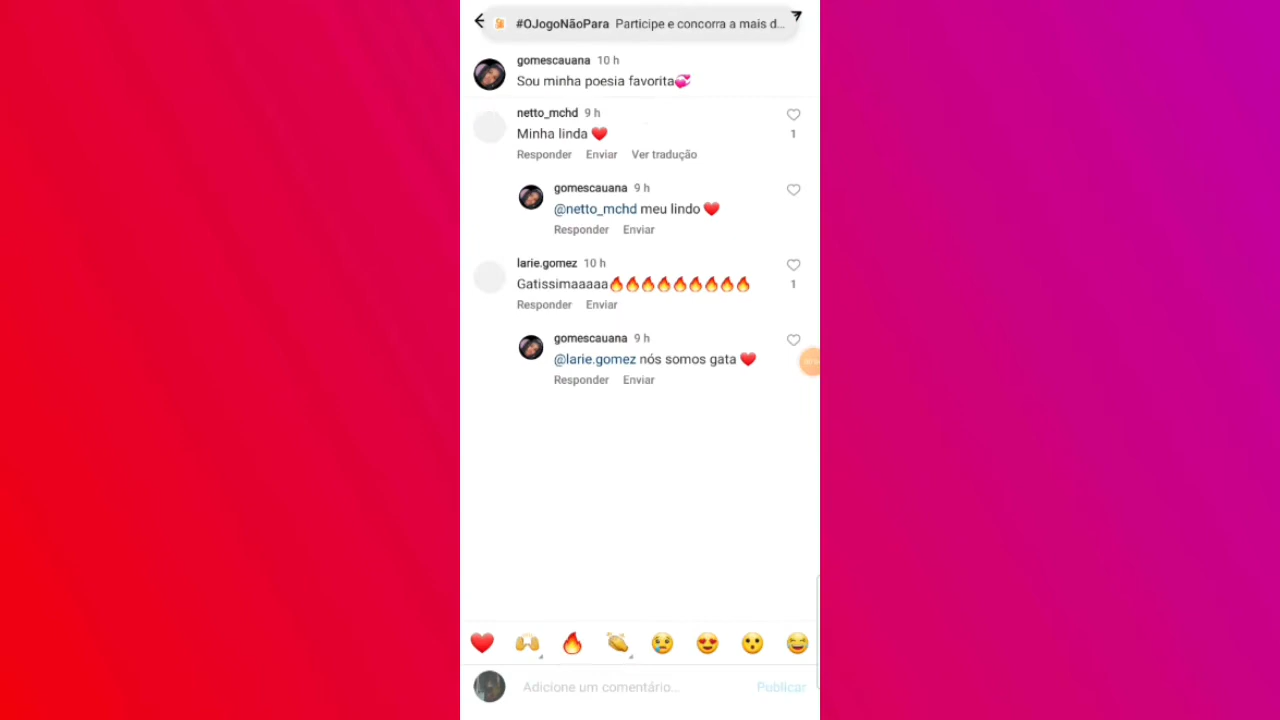 #OJogoNãoPara Participe e concorra a mais d...
gomescauana 10 h
Sou minha poesia favorita💞
netto_mchd 9 h
Minha linda ❤️
1
Responder Enviar Ver tradução
gomescauana 9 h
@netto_mchd meu lindo ❤️
Responder Enviar
larie.gomez 10 h
Gatissimaaaaa🔥🔥🔥🔥🔥🔥🔥🔥🔥
1
Responder Enviar
gomescauana 9 h
@larie.gomez nós somos gata ❤️
Responder Enviar
❤️ 🙌 🔥 👏 😢 😍 😮 😂
Adicione um comentário... Publicar